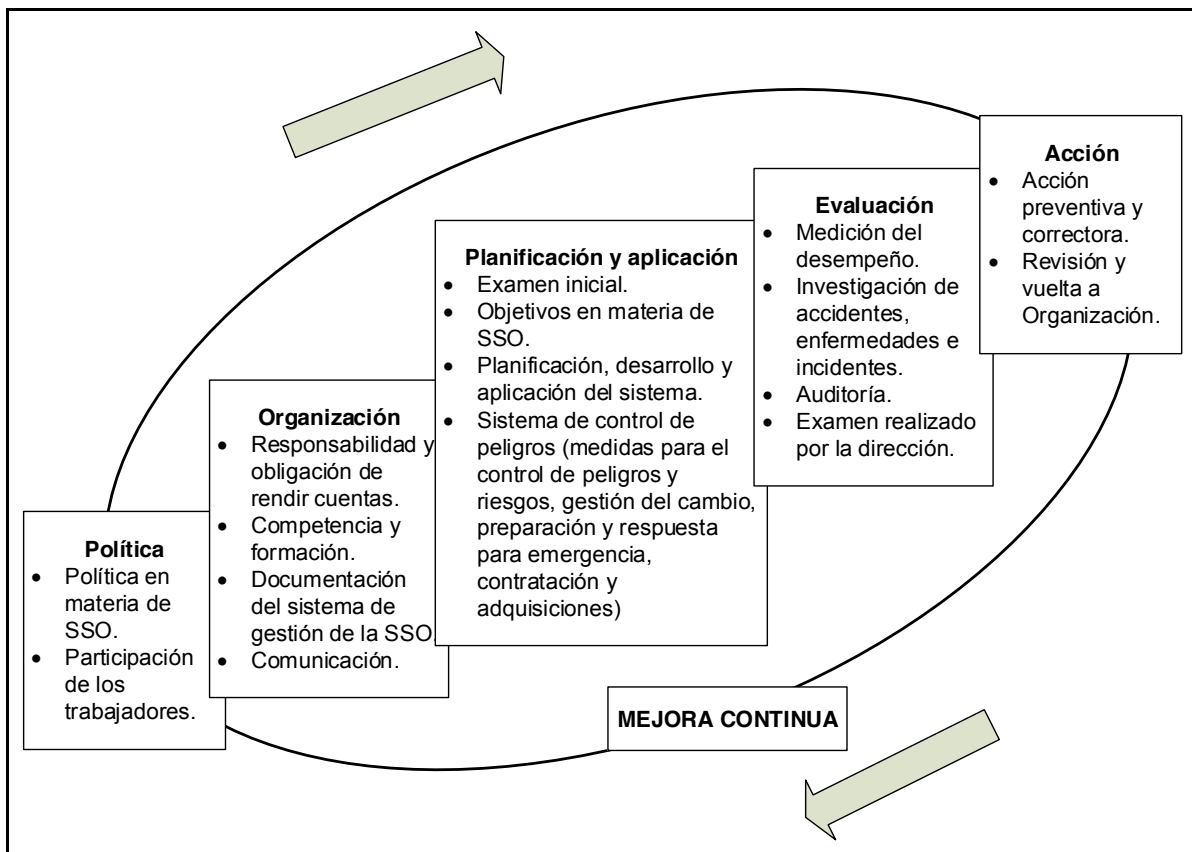 Política
• Política en
materia de
SSO.
• Participación
de los
trabajadores.
Organización
• Responsabilidad y
obligación de
rendir cuentas.
• Competencia y
formación.
• Documentación
del sistema de
gestión de la SSO.
• Comunicación.
Planificación y aplicación
• Examen inicial.
• Objetivos en materia de
SSO.
• Planificación, desarrollo y
aplicación del sistema.
• Sistema de control de
peligros (medidas para el
control de peligros y
riesgos, gestión del cambio,
preparación y respuesta
para emergencia,
contratación y
adquisiciones)
Evaluación
• Medición del
desempeño.
• Investigación de
accidentes,
enfermedades e
incidentes.
• Auditoría.
• Examen realizado
por la dirección.
Acción
• Acción
preventiva y
correctora.
• Revisión y
vuelta a
Organización.
MEJORA CONTINUA